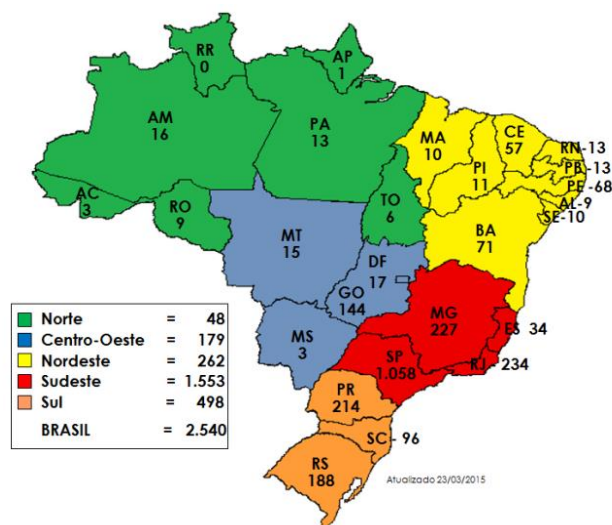 RR
0
AP
1
AM
16
PA
13
MA
10
CE
57
RN-13
PB-13
PE-68
AL-9
SE-10
PI
11
AC
3
RO
9
TO
6
BA
71
MT
15
DF
17
GO
144
MG
227
ES 34
MS
3
SP
1.058
RJ - 234
PR
214
SC - 96
RS
188
Norte = 48
Centro-Oeste = 179
Nordeste = 262
Sudeste = 1.553
Sul = 498
BRASIL = 2.540
Atualizado 23/03/2015